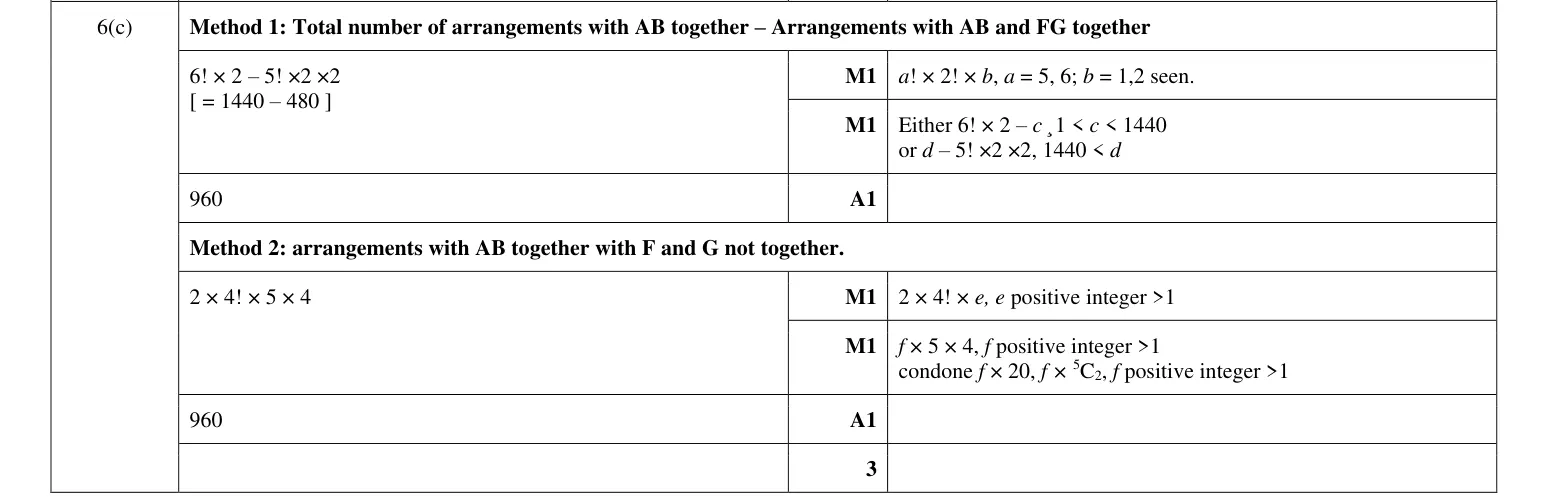 6(c)
Method 1: Total number of arrangements with AB together – Arrangements with AB and FG together
6! × 2 – 5! ×2 ×2
[ = 1440 – 480 ]
M1
a! × 2! × b, a = 5, 6; b = 1,2 seen.
M1
Either 6! × 2 – c ¸ 1 < c < 1440
or d – 5! ×2 ×2, 1440 < d
960
A1
Method 2: arrangements with AB together with F and G not together.
2 × 4! × 5 × 4
M1
2 × 4! × e, e positive integer >1
M1
f × 5 × 4, f positive integer >1
condone f × 20, f × ⁵C₂, f positive integer >1
960
A1
3